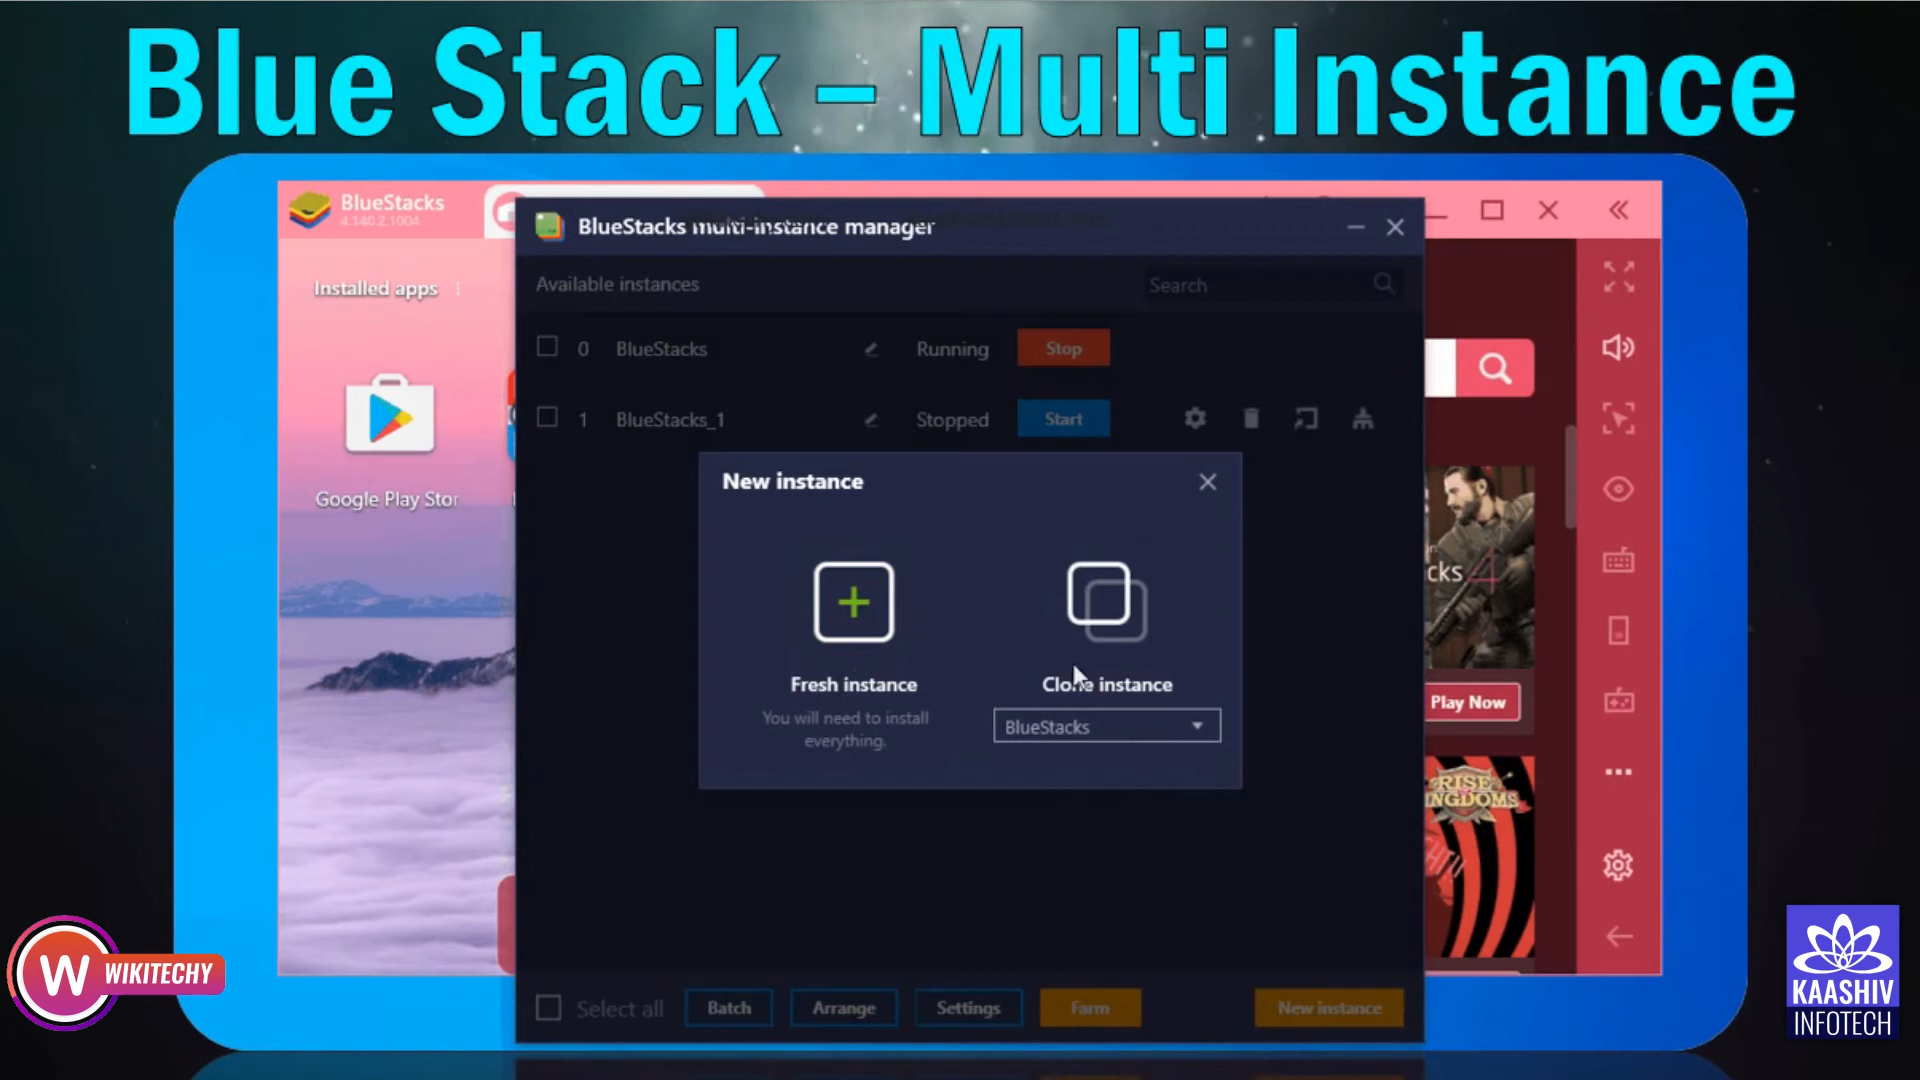 Blue Stack – Multi Instance
BlueStacks
4.140.2.1004
BlueStacks multi-instance manager
Installed apps
Available instances
Search
0 BlueStacks Running Stop
1 BlueStacks_1 Stopped Start
Google Play Stor
New instance
cks 4
Fresh instance
Clone instance
Play Now
You will need to install
everything.
BlueStacks
RISE
INGDOMS
W WIKITECHY
Select all Batch Arrange Settings Farm New instance
KAASHIV
INFOTECH